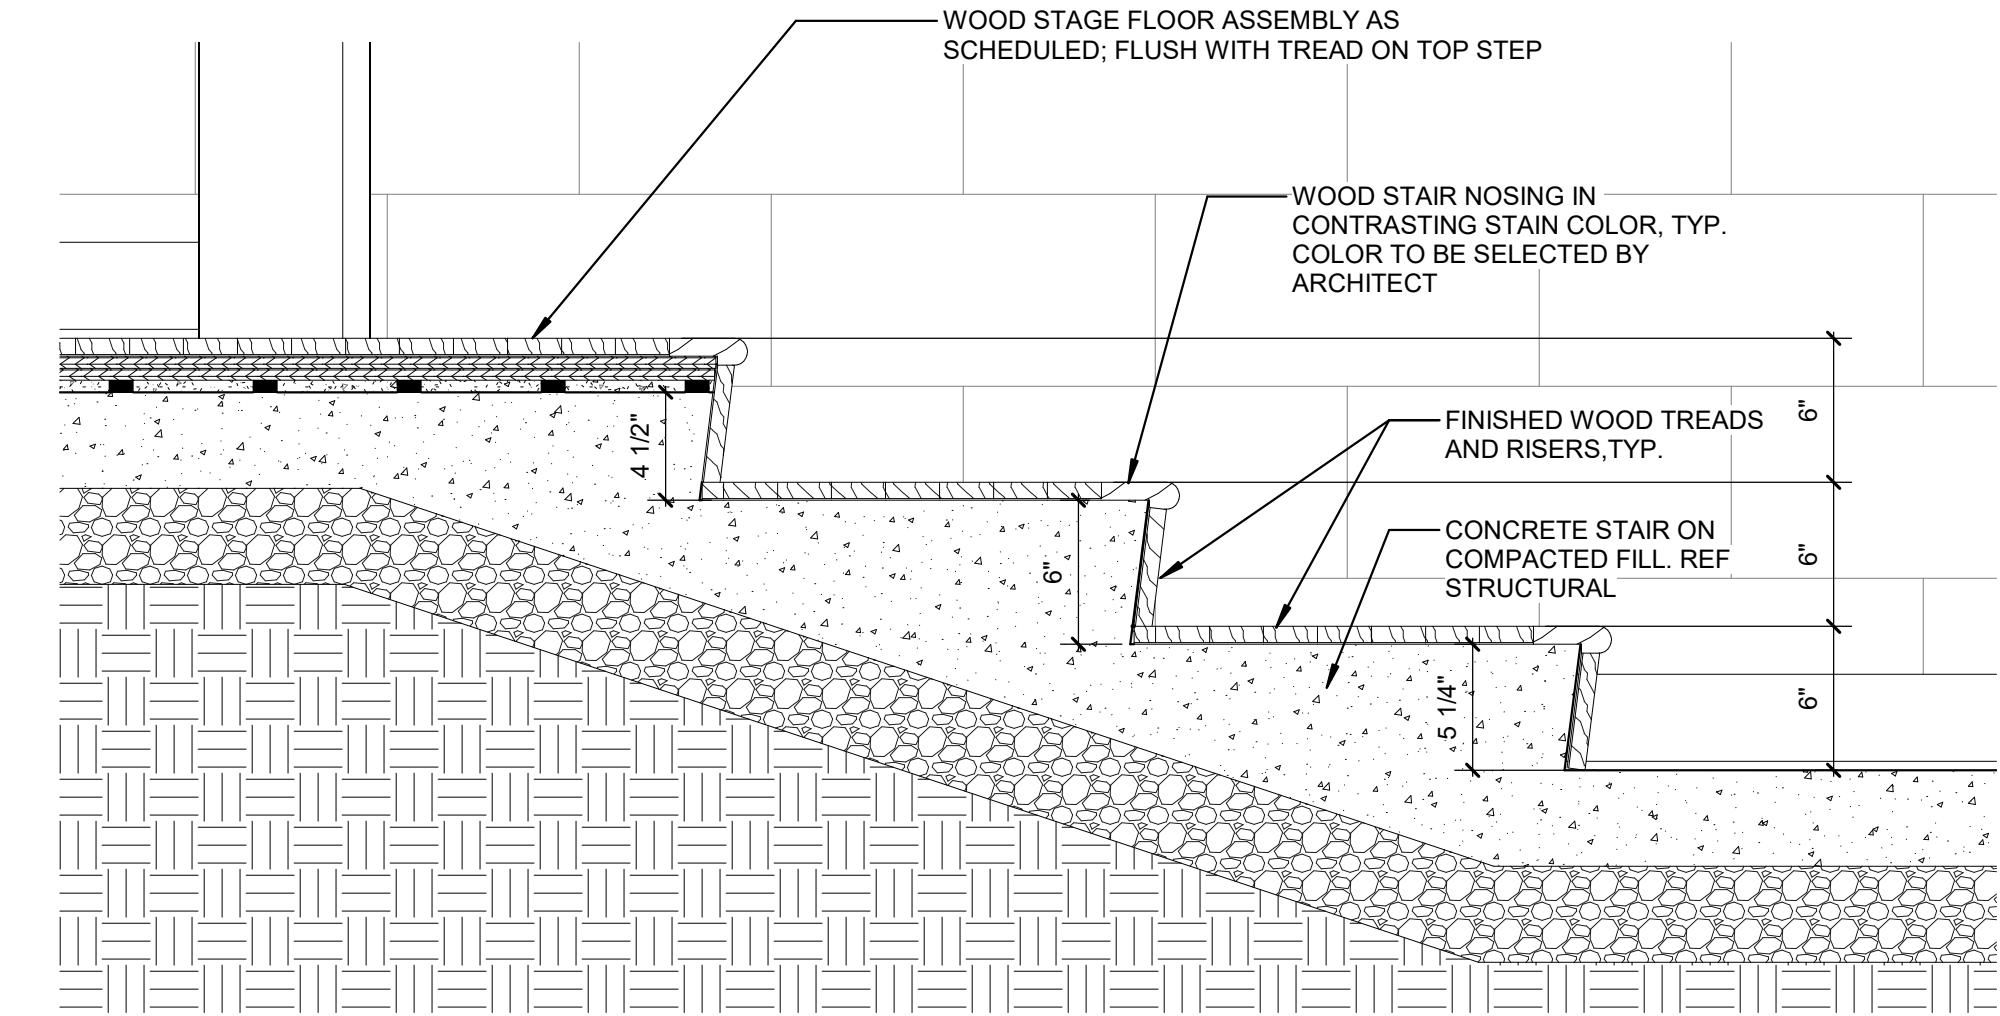 WOOD STAGE FLOOR ASSEMBLY AS
SCHEDULED; FLUSH WITH TREAD ON TOP STEP
WOOD STAIR NOSING IN
CONTRASTING STAIN COLOR, TYP.
COLOR TO BE SELECTED BY
ARCHITECT
FINISHED WOOD TREADS
AND RISERS,TYP.
6"
4 1/2"
CONCRETE STAIR ON
COMPACTED FILL. REF
STRUCTURAL
6"
6"
5 1/4"
6"